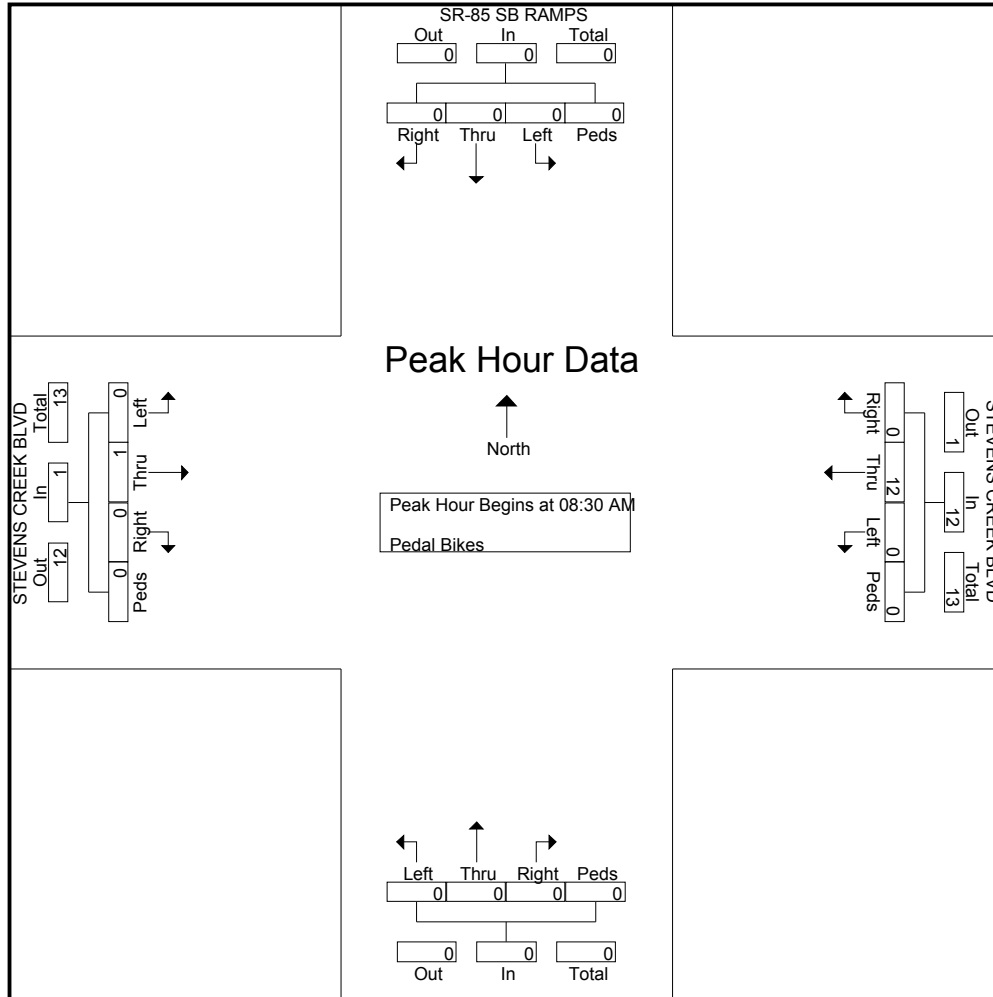 SR-85 SB RAMPS
Out In Total
0 0 0
0 0 0 0
Right Thru Left Peds
Peak Hour Data
North
Peak Hour Begins at 08:30 AM
Pedal Bikes
STEVENS CREEK BLVD
Total In Out
13 1 12
0 1 0 0
Left Thru Right Peds
Right Thru Left Peds
0 12 0 0
1 12 13
Out In Total
STEVENS CREEK BLVD
Left Thru Right Peds
0 0 0 0
0 0 0
Out In Total